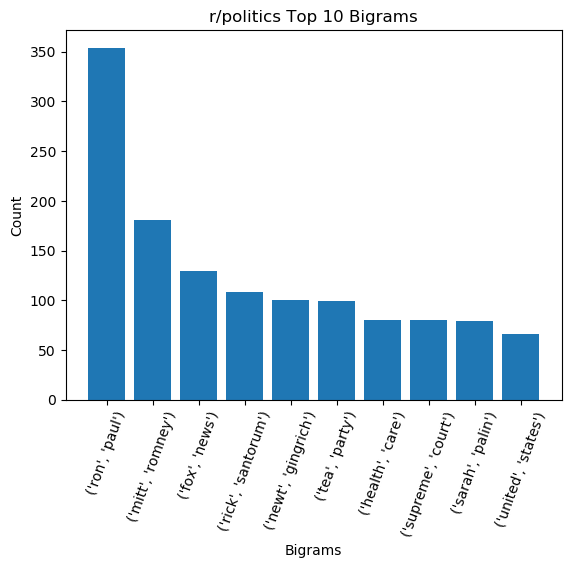 r/politics Top 10 Bigrams
350
300
250
200
150
100
50
0
Count
('ron', 'paul')
('mitt', 'romney')
('fox', 'news')
('rick', 'santorum')
('newt', 'gingrich')
('tea', 'party')
('health', 'care')
('supreme', 'court')
('sarah', 'palin')
('united', 'states')
Bigrams